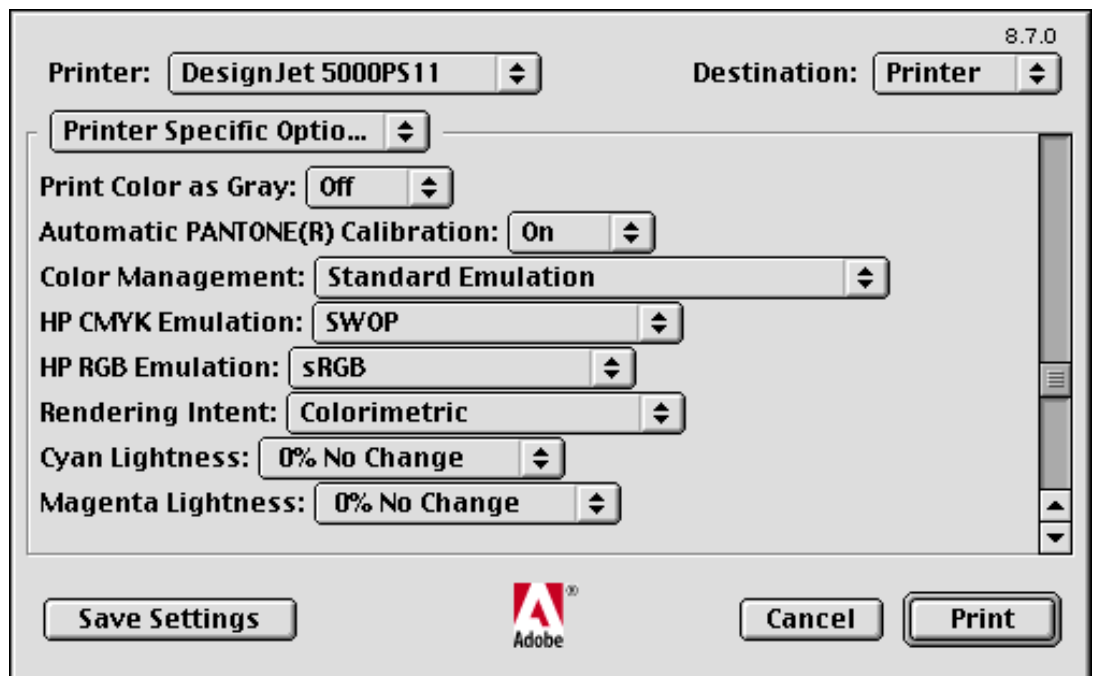 8.7.0
Printer: DesignJet 5000PS11 Destination: Printer
Printer Specific Optio...
Print Color as Gray: Off
Automatic PANTONE(R) Calibration: On
Color Management: Standard Emulation
HP CMYK Emulation: SWOP
HP RGB Emulation: sRGB
Rendering Intent: Colorimetric
Cyan Lightness: 0% No Change
Magenta Lightness: 0% No Change
®
Save Settings Adobe Cancel Print